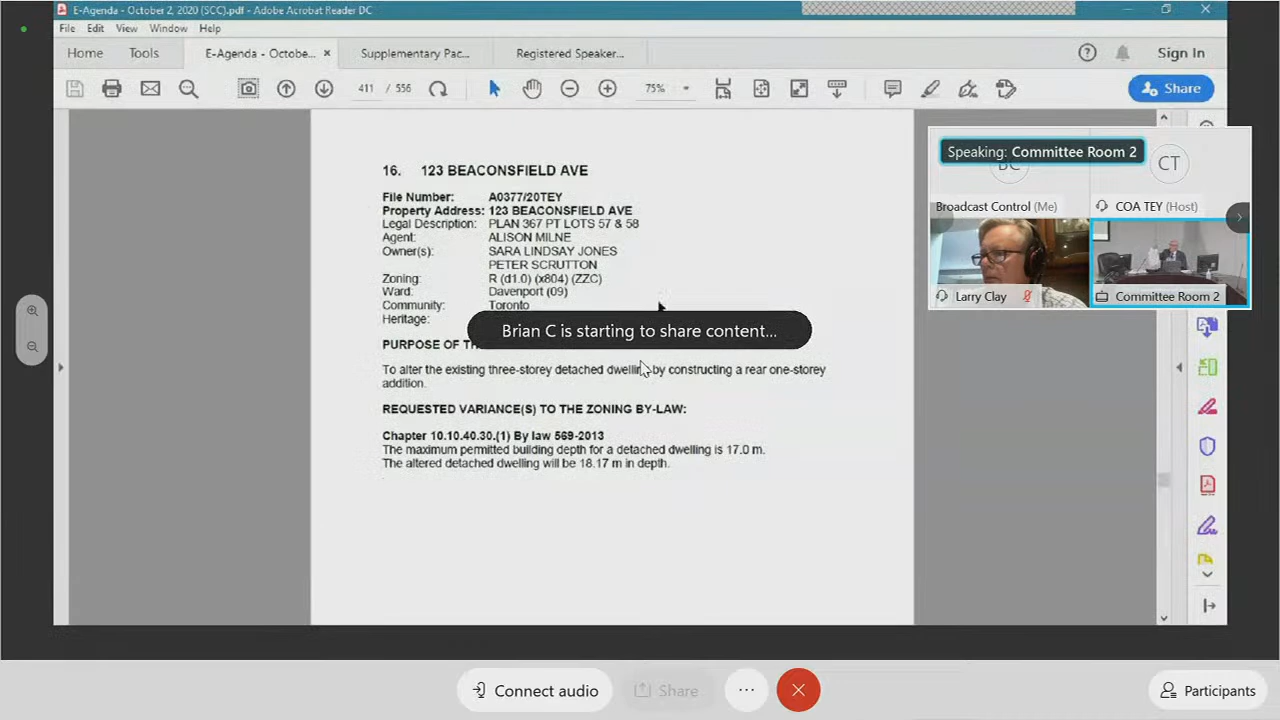 E-Agenda - October 2, 2020 (SCC).pdf - Adobe Acrobat Reader DC
File Edit View Window Help
Home Tools E-Agenda - Octobe... × Supplementary Pac... Registered Speaker... Sign In
411 / 556 75% Share
16. 123 BEACONSFIELD AVE
File Number: A0377/20TEY
Property Address: 123 BEACONSFIELD AVE
Legal Description: PLAN 367 PT LOTS 57 & 58
Agent: ALISON MILNE
Owner(s): SARA LINDSAY JONES
PETER SCRUTTON
Zoning: R (d1.0) (x804) (ZZC)
Ward: Davenport (09)
Community: Toronto
Heritage:
PURPOSE OF TH
To alter the existing three-storey detached dwelling by constructing a rear one-storey
addition.
REQUESTED VARIANCE(S) TO THE ZONING BY-LAW:
Chapter 10.10.40.30.(1) By law 569-2013
The maximum permitted building depth for a detached dwelling is 17.0 m.
The altered detached dwelling will be 18.17 m in depth.
Brian C is starting to share content...
Speaking: Committee Room 2
BC CT
Broadcast Control (Me) COA TEY (Host)
Larry Clay Committee Room 2
Connect audio Share ... Participants